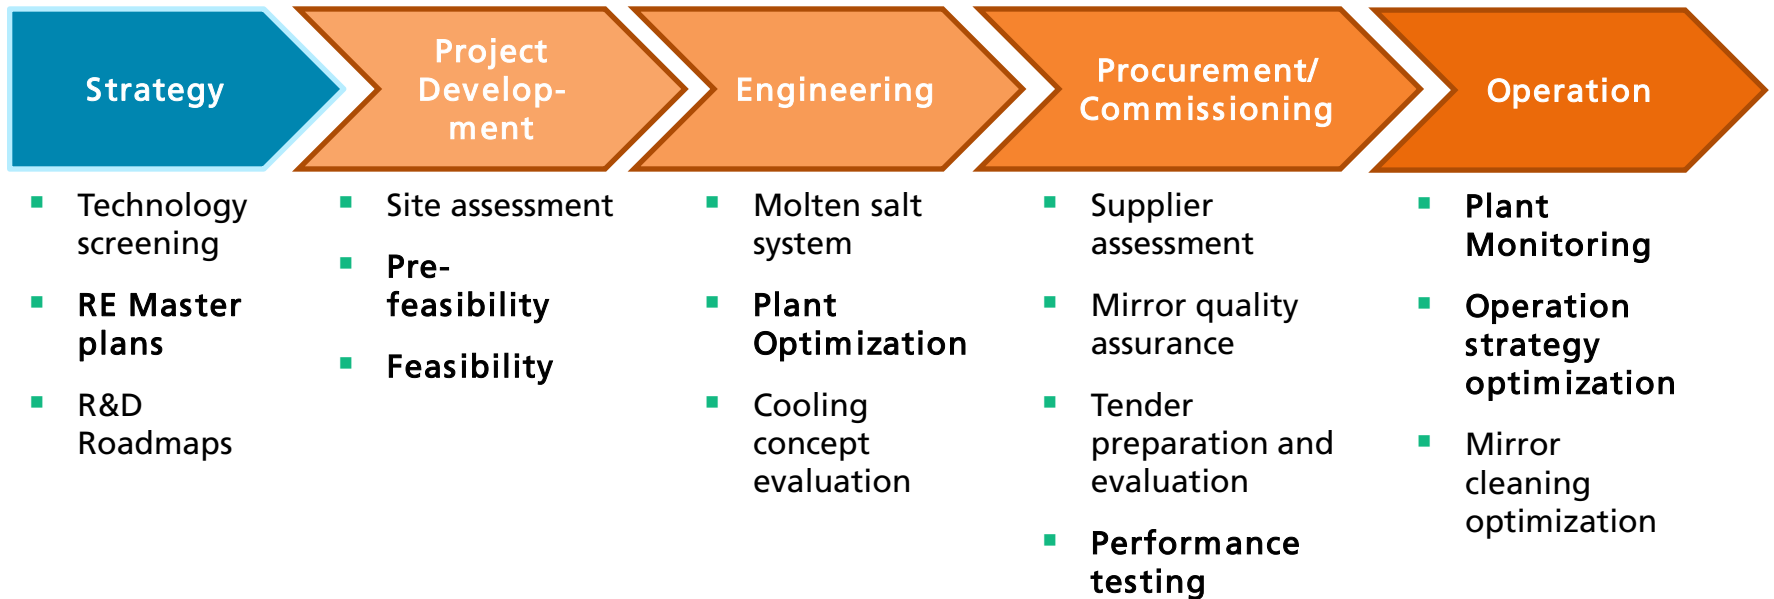 Strategy
Project
Develop-
ment
Engineering
Procurement/
Commissioning
Operation
Technology
screening
RE Master
plans
R&D
Roadmaps
Site assessment
Pre-
feasibility
Feasibility
Molten salt
system
Plant
Optimization
Cooling
concept
evaluation
Supplier
assessment
Mirror quality
assurance
Tender
preparation and
evaluation
Performance
testing
Plant
Monitoring
Operation
strategy
optimization
Mirror
cleaning
optimization